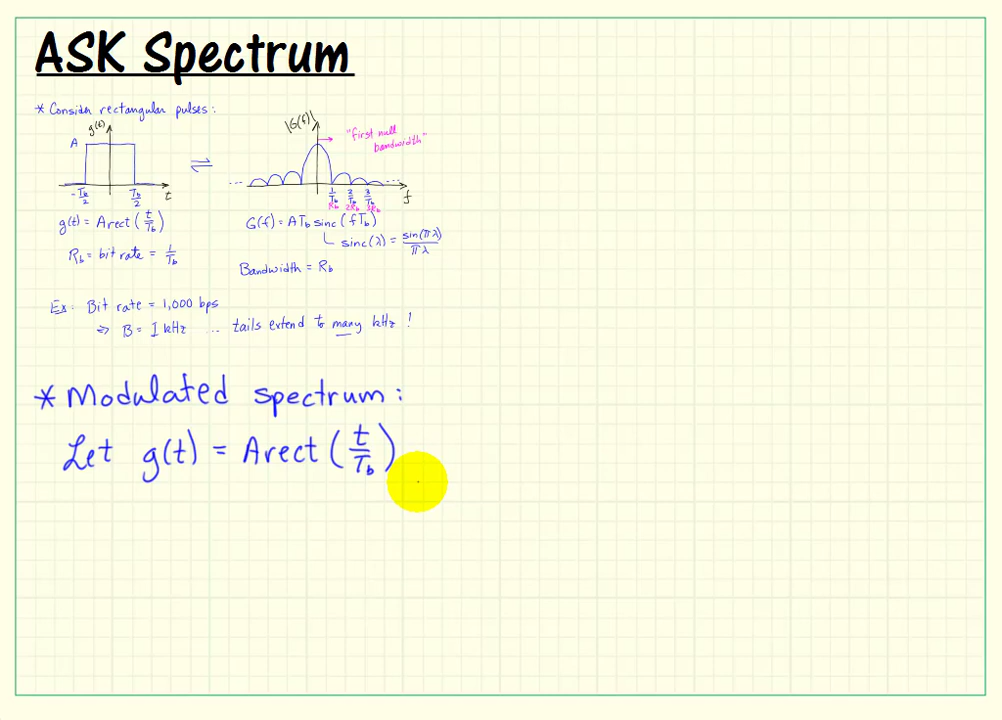 ASK Spectrum
* Consider rectangular pulses:
g(t)
A
-Tb/2
Tb/2
t
⇌
|G(f)|
"first null
bandwidth"
1/Tb 2/Tb 3/Tb
Rb 2Rb 3Rb
f
g(t) = Arect(t/Tb)
G(f) = ATb sinc(fTb)
sinc(λ) = sin(πλ)/πλ
Rb = bit rate = 1/Tb
Bandwidth = Rb
Ex: Bit rate = 1,000 bps
⇒ B = 1 kHz ... tails extend to many kHz!
* Modulated spectrum:
Let g(t) = Arect(t/Tb)